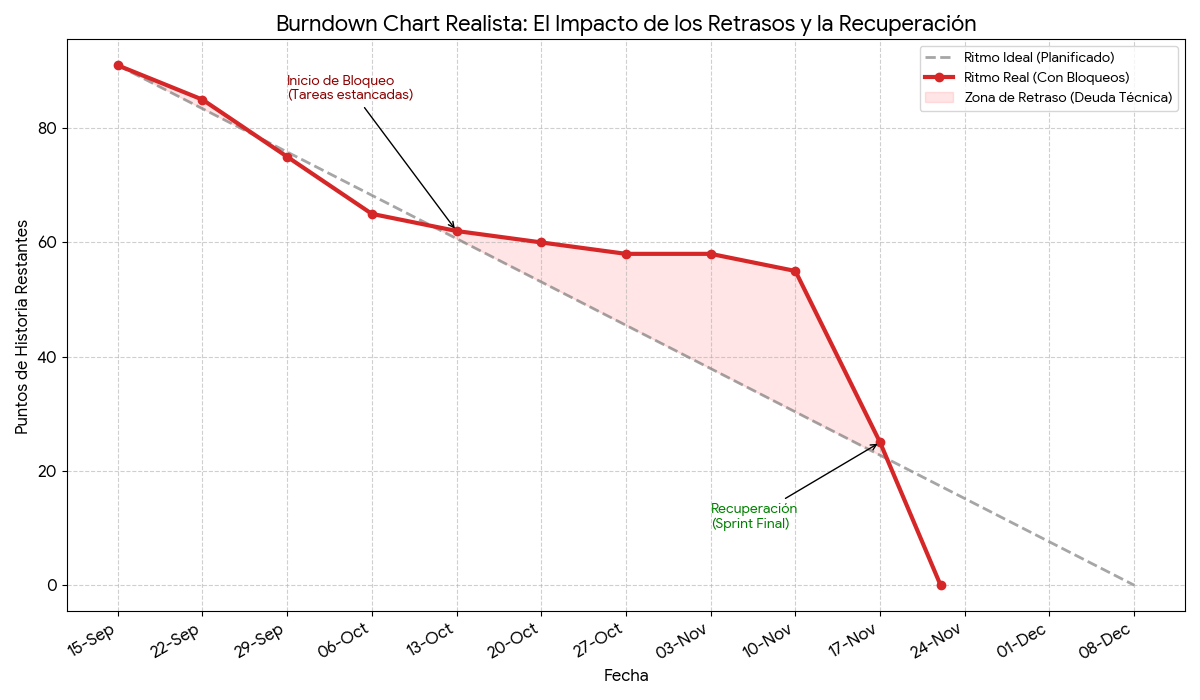 Burndown Chart Realista: El Impacto de los Retrasos y la Recuperación
Ritmo Ideal (Planificado)
Ritmo Real (Con Bloqueos)
Zona de Retraso (Deuda Técnica)
Inicio de Bloqueo
(Tareas estancadas)
Recuperación
(Sprint Final)
Puntos de Historia Restantes
80
60
40
20
0
15-Sep
22-Sep
29-Sep
06-Oct
13-Oct
20-Oct
27-Oct
03-Nov
10-Nov
17-Nov
24-Nov
01-Dec
08-Dec
Fecha